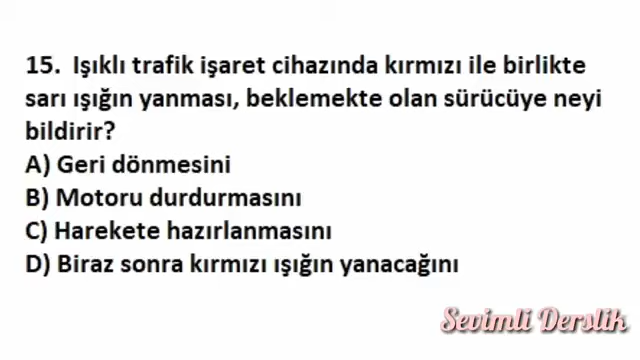 15. Işıklı trafik işaret cihazında kırmızı ile birlikte
sarı ışığın yanması, beklemekte olan sürücüye neyi
bildirir?
A) Geri dönmesini
B) Motoru durdurmasını
C) Harekete hazırlanmasını
D) Biraz sonra kırmızı ışığın yanacağını
Sevimli Derslik